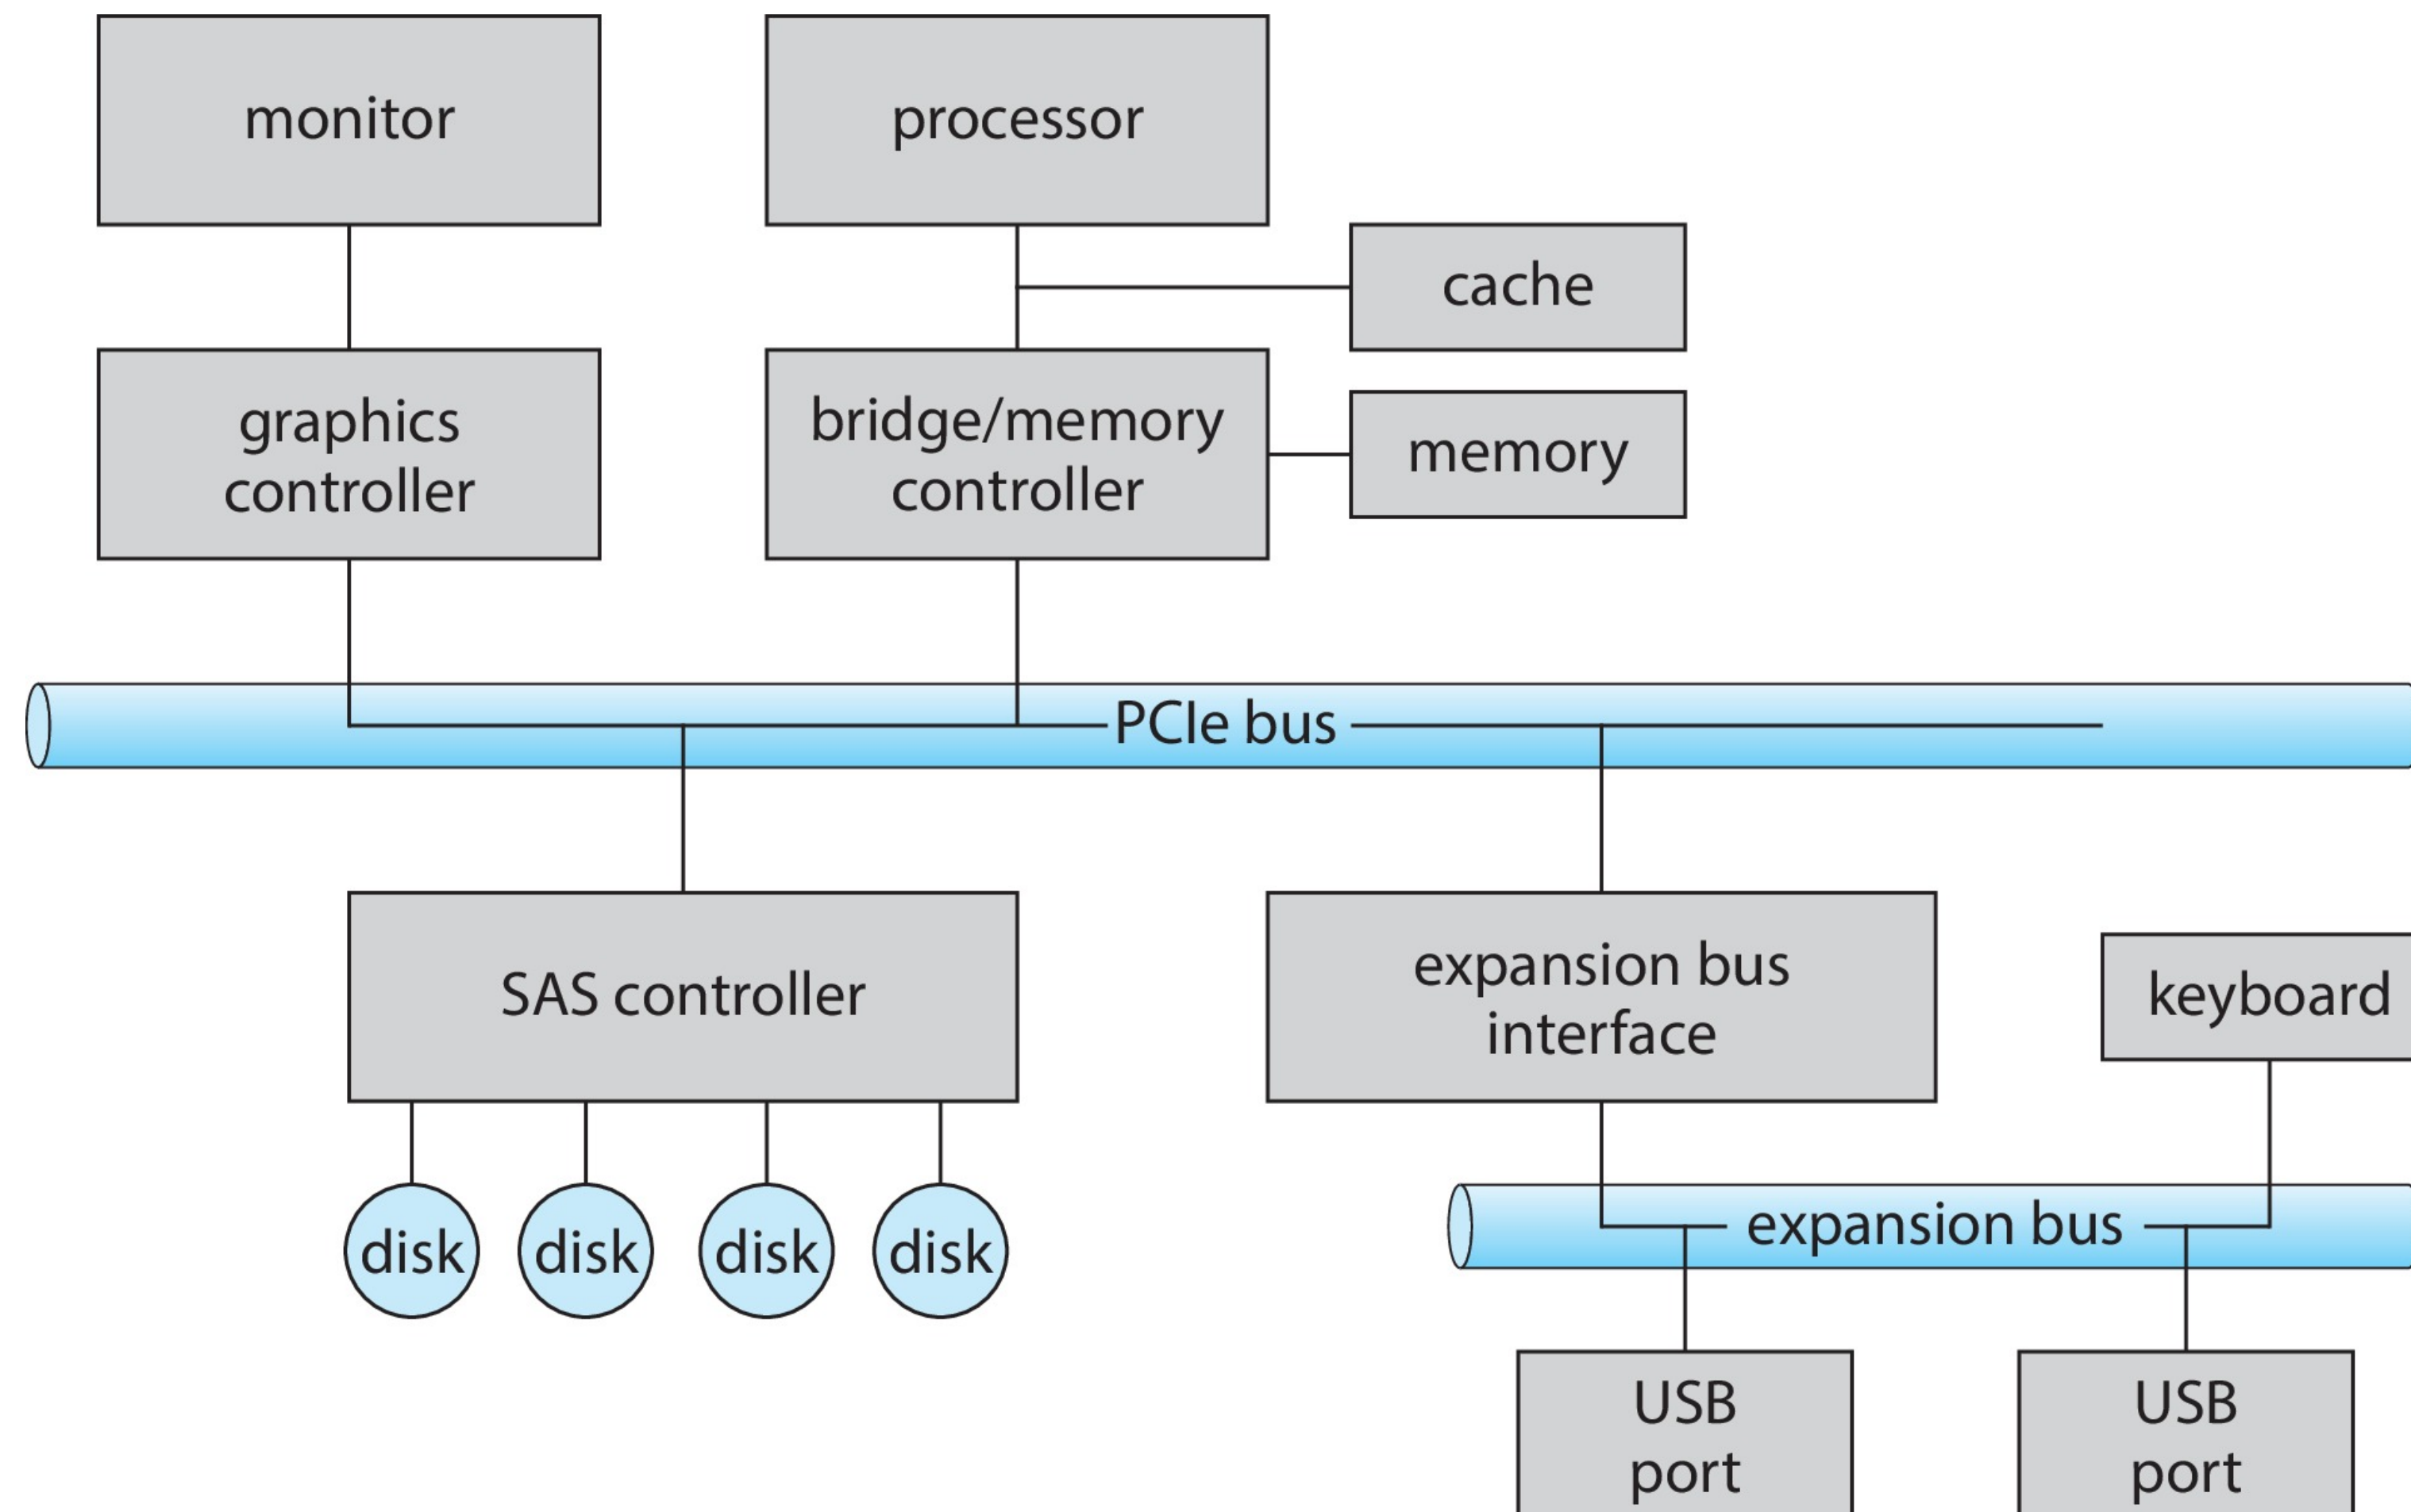 monitor
processor
cache
graphics
controller
bridge/memory
controller
memory
PCIe bus
SAS controller
expansion bus
interface
keyboard
disk
disk
disk
disk
expansion bus
USB
port
USB
port